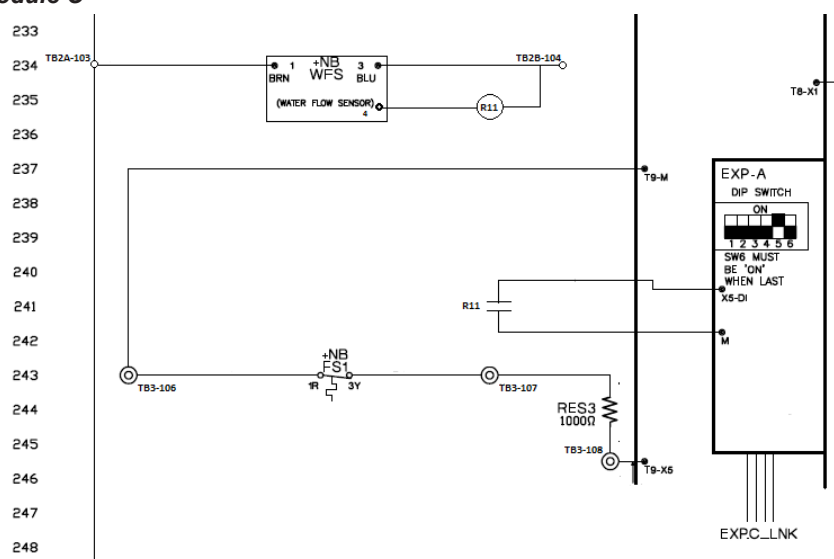 233
234
235
236
237
238
239
240
241
242
243
244
245
246
247
248
TB2A-103
1 +NB 3
BRN WFS BLU
(WATER FLOW SENSOR)
4
R11
TB2B-104
T8-X1
T9-M
EXP-A
DIP SWITCH
ON
1 2 3 4 5 6
SW6 MUST
BE "ON"
WHEN LAST
X5-DI
R11
M
+NB
FS1
1R 3Y
TB3-106
TB3-107
RES3
1000Ω
TB3-108
T9-X5
EXP.C_LNK